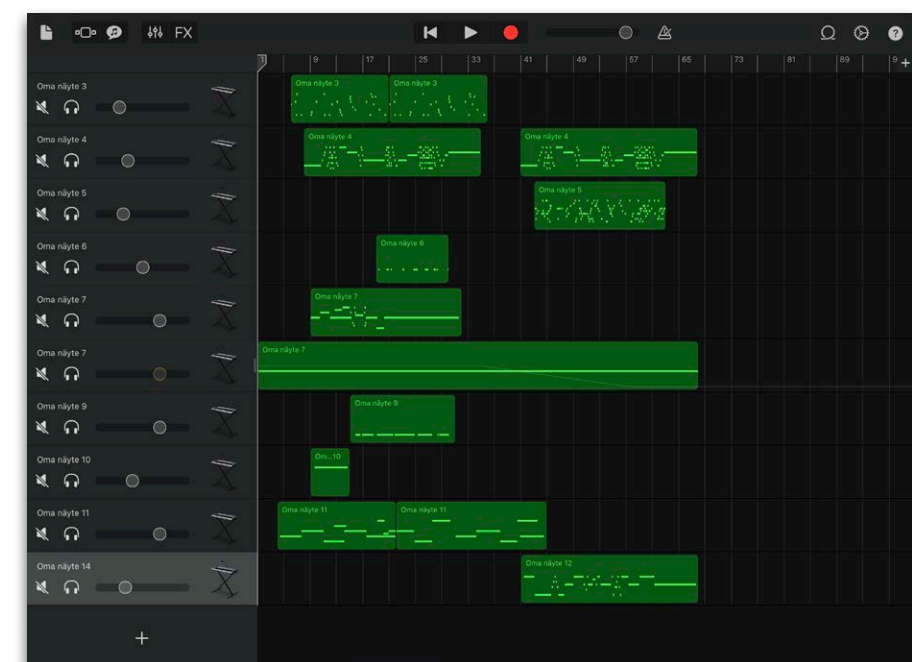 FX
1 9 17 25 33 41 49 57 65 73 81 89 9 +
Oma näyte 3
Oma näyte 3 Oma näyte 3
Oma näyte 4
Oma näyte 4 Oma näyte 4
Oma näyte 5
Oma näyte 5
Oma näyte 6
Oma näyte 6
Oma näyte 7
Oma näyte 7
Oma näyte 7
Oma näyte 7
Oma näyte 9
Oma näyte 9
Oma näyte 10
Om...10
Oma näyte 11
Oma näyte 11 Oma näyte 11
Oma näyte 14
Oma näyte 12
+